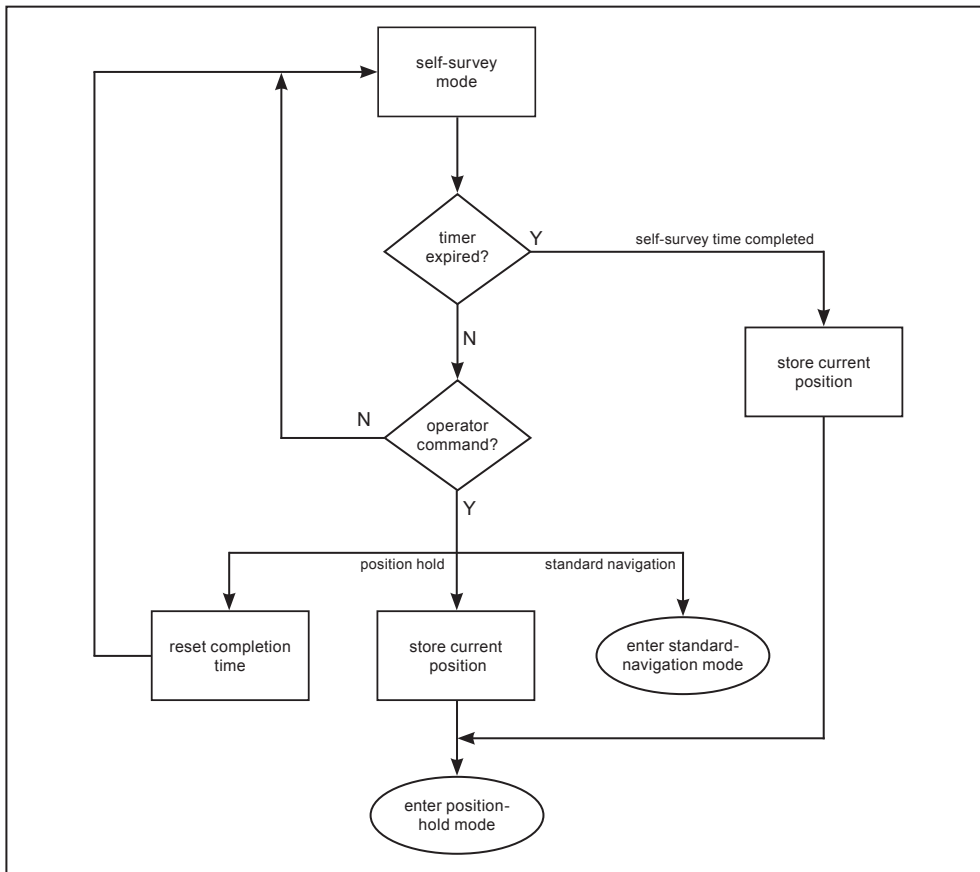 self-survey
mode
timer
expired?
Y
self-survey time completed
N
store current
position
N
operator
command?
Y
position hold
standard navigation
reset completion
time
store current
position
enter standard-
navigation mode
enter position-
hold mode